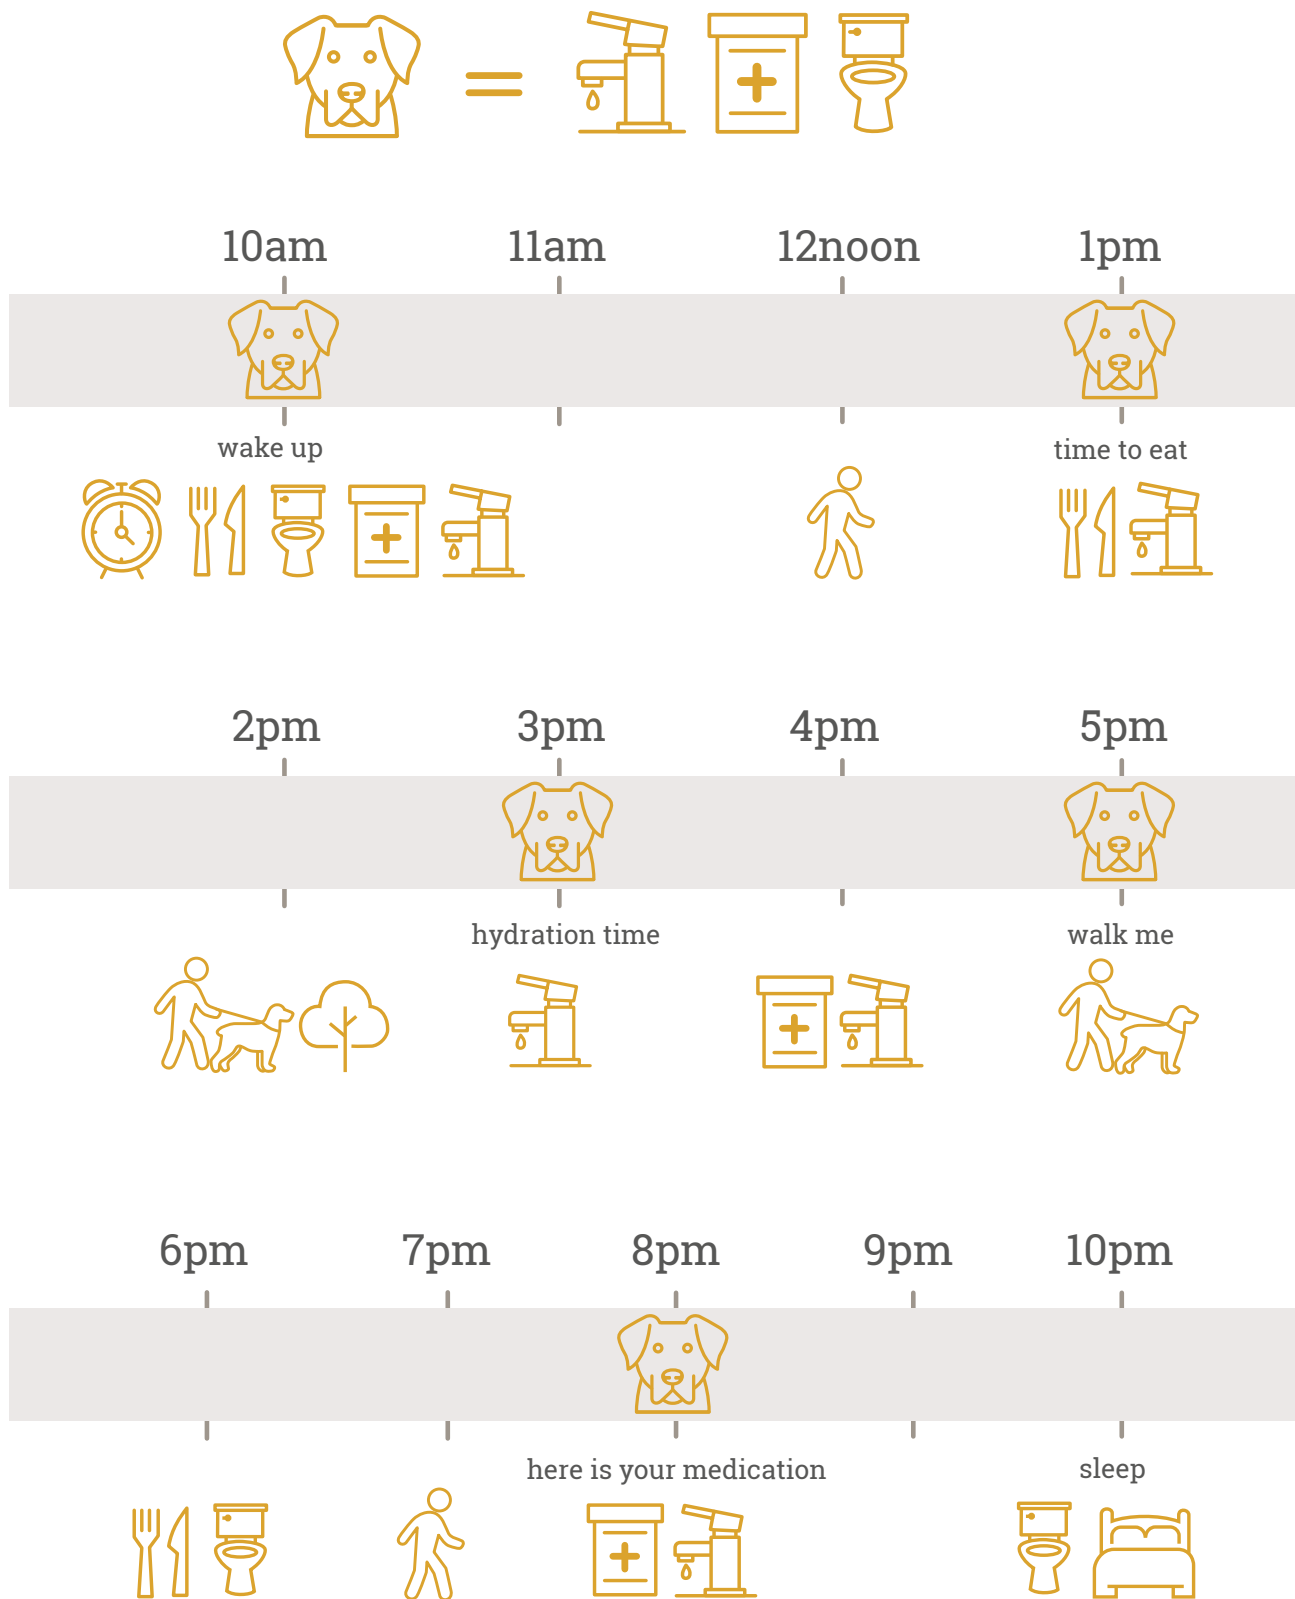 10am 11am 12noon 1pm
wake up time to eat
2pm 3pm 4pm 5pm
hydration time walk me
6pm 7pm 8pm 9pm 10pm
here is your medication sleep